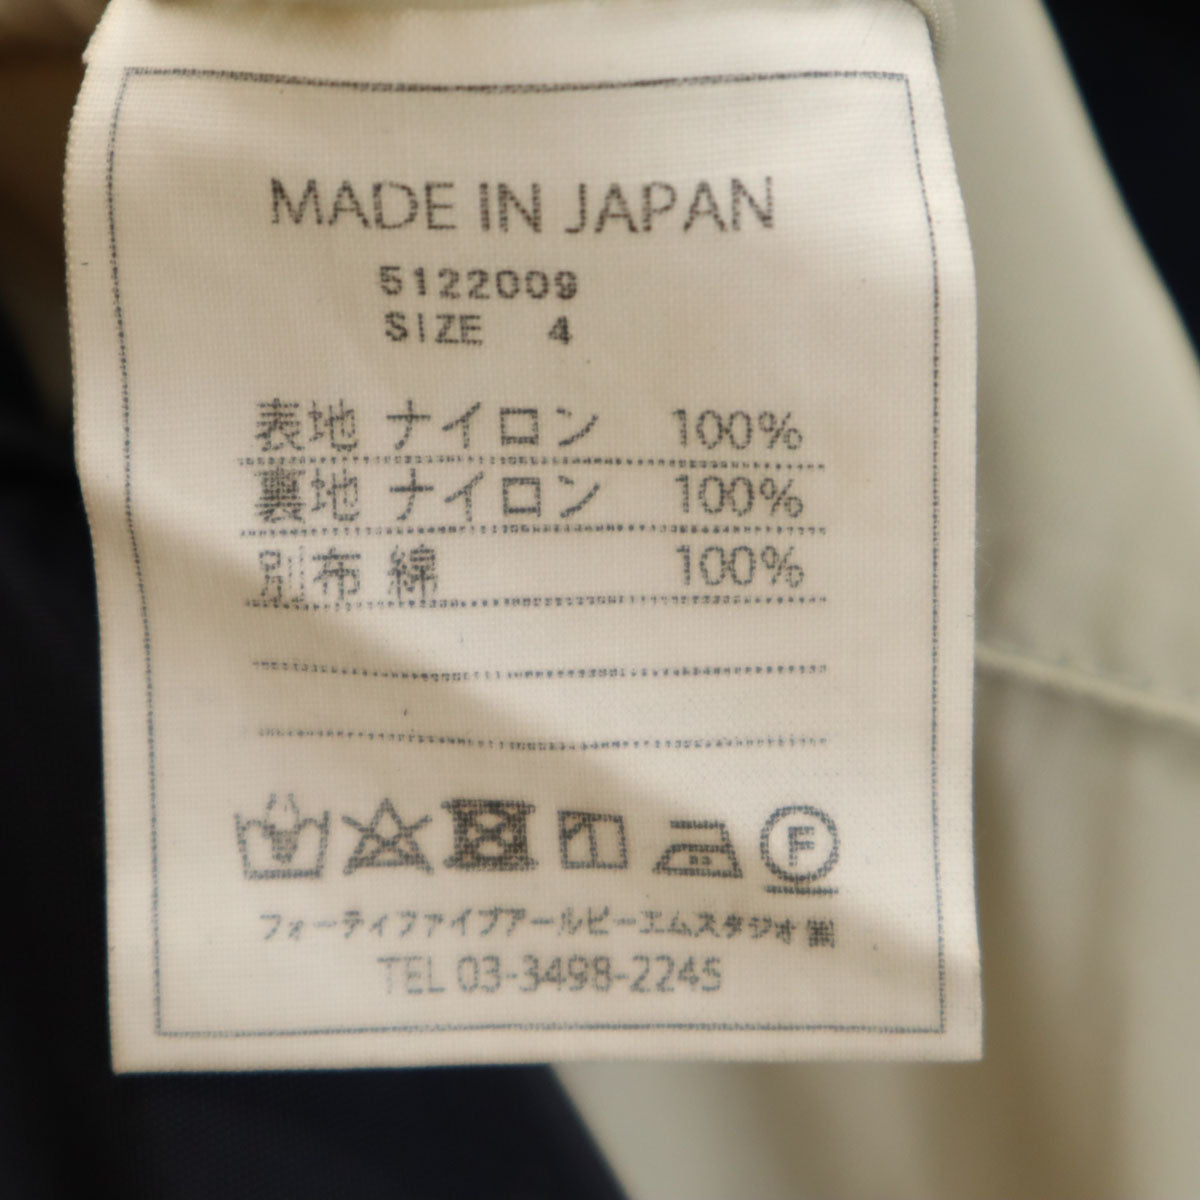 MADE IN JAPAN
5122009
SIZE 4
表地 ナイロン 100%
裏地 ナイロン 100%
別布 綿 100%
F
フォーティファイブアールピーエムスタジオ㈱
TEL 03-3498-2245